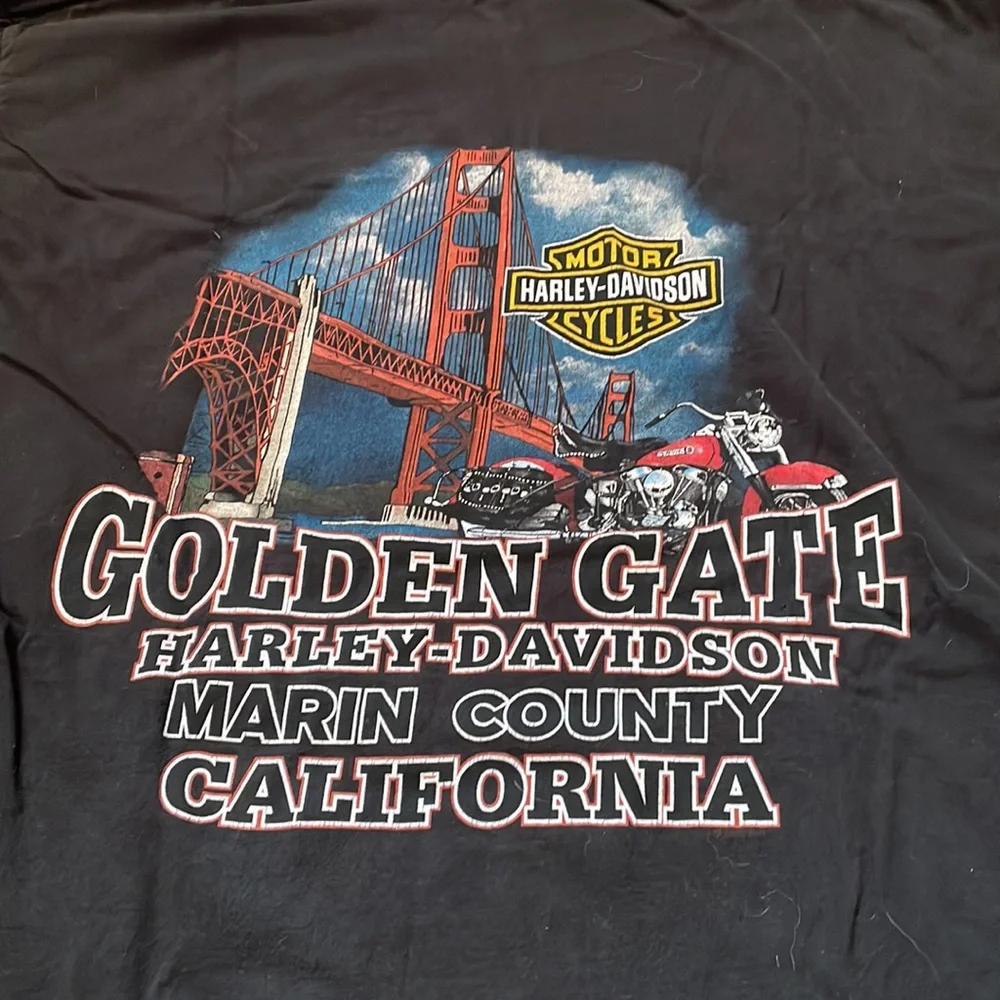 MOTOR
HARLEY-DAVIDSON
CYCLES
GOLDEN GATE
HARLEY-DAVIDSON
MARIN COUNTY
CALIFORNIA